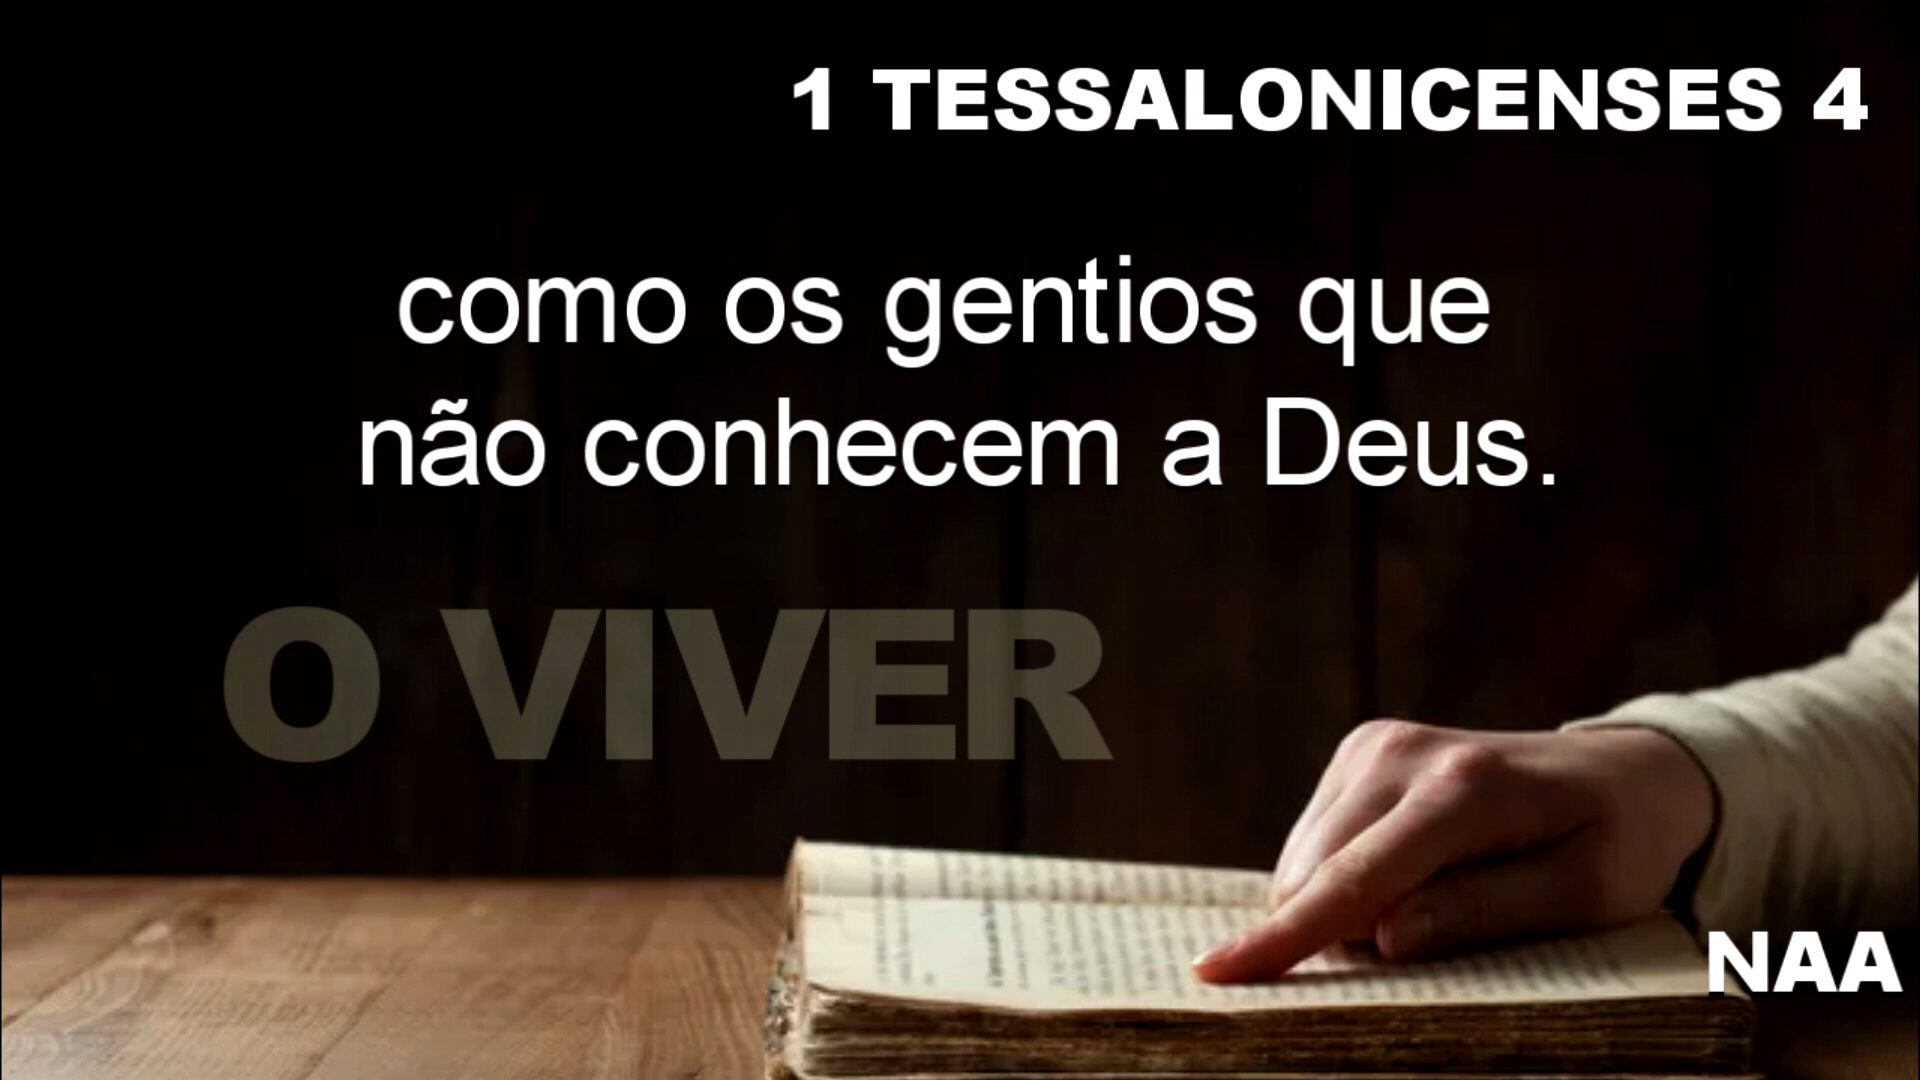 1 TESSALONICENSES 4
como os gentios que
não conhecem a Deus.
O VIVER
NAA